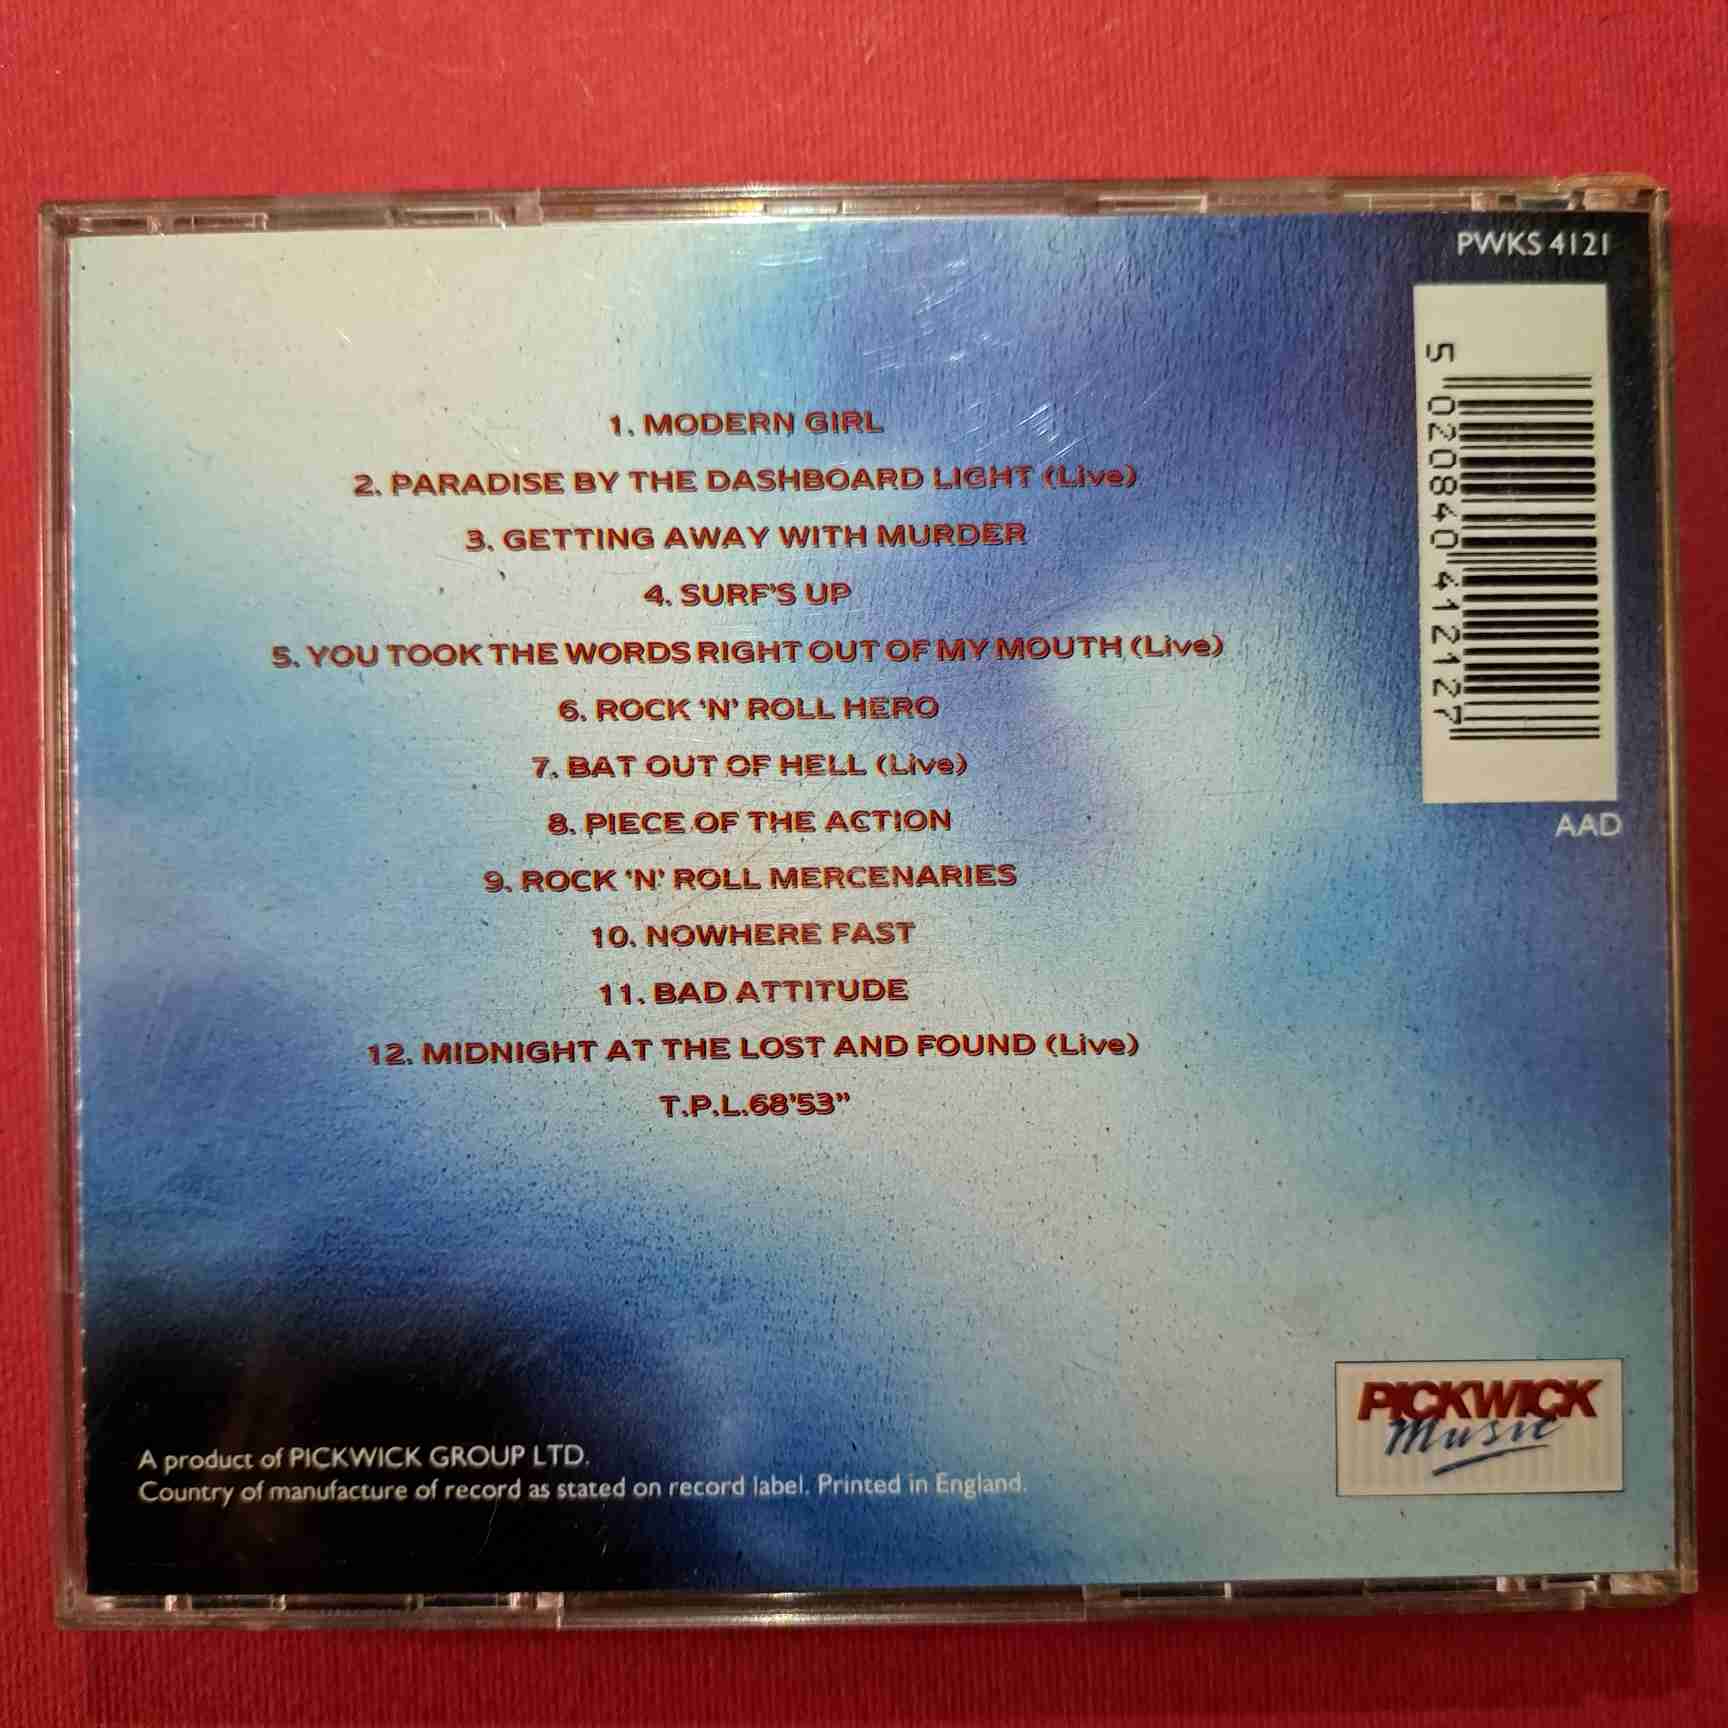 PWKS 4121
5 020840 412127
AAD
1. MODERN GIRL
2. PARADISE BY THE DASHBOARD LIGHT (Live)
3. GETTING AWAY WITH MURDER
4. SURF'S UP
5. YOU TOOK THE WORDS RIGHT OUT OF MY MOUTH (Live)
6. ROCK 'N' ROLL HERO
7. BAT OUT OF HELL (Live)
8. PIECE OF THE ACTION
9. ROCK 'N' ROLL MERCENARIES
10. NOWHERE FAST
11. BAD ATTITUDE
12. MIDNIGHT AT THE LOST AND FOUND (Live)
T.P.L.68'53"
A product of PICKWICK GROUP LTD.
Country of manufacture of record as stated on record label. Printed in England.
PICKWICK
Music